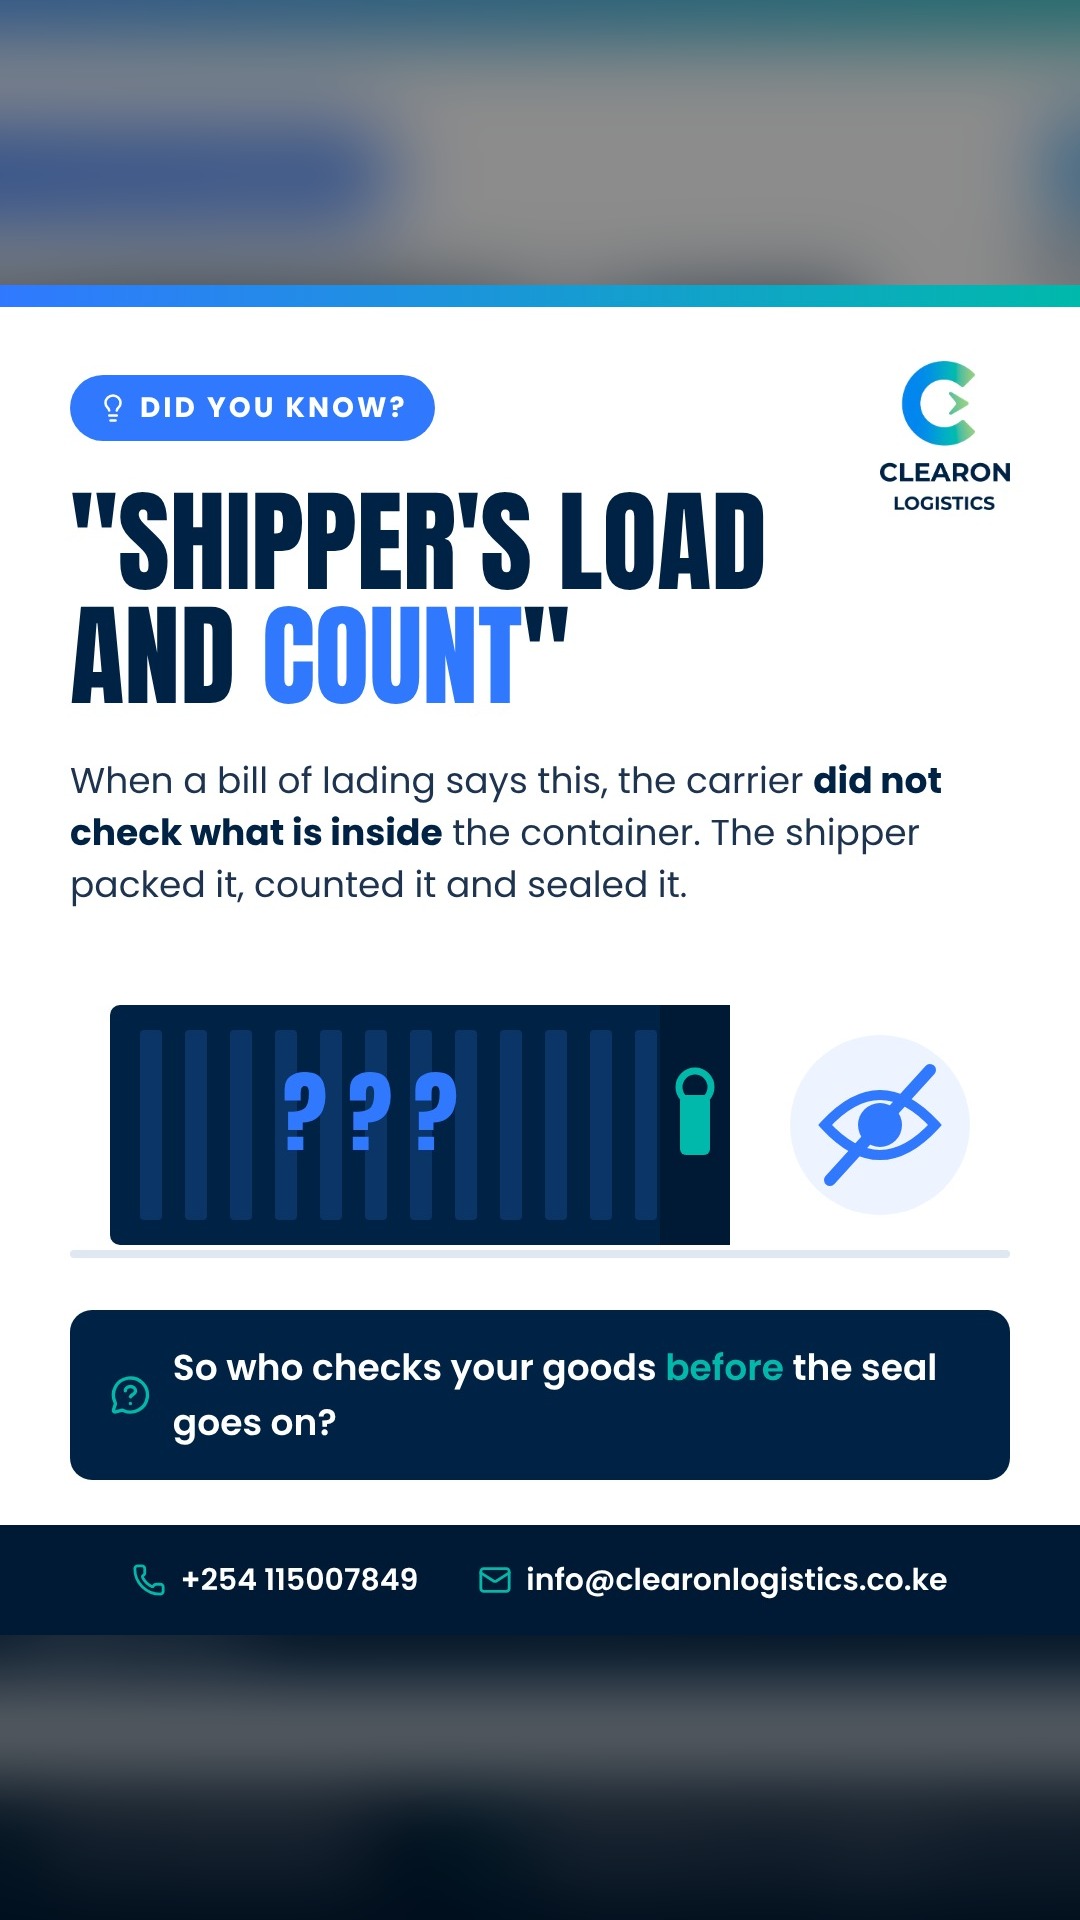 DID YOU KNOW?
CLEARON
LOGISTICS
"SHIPPER'S LOAD
AND COUNT"
When a bill of lading says this, the carrier did not
check what is inside the container. The shipper
packed it, counted it and sealed it.
? ? ?
So who checks your goods before the seal
goes on?
+254 115007849
info@clearonlogistics.co.ke